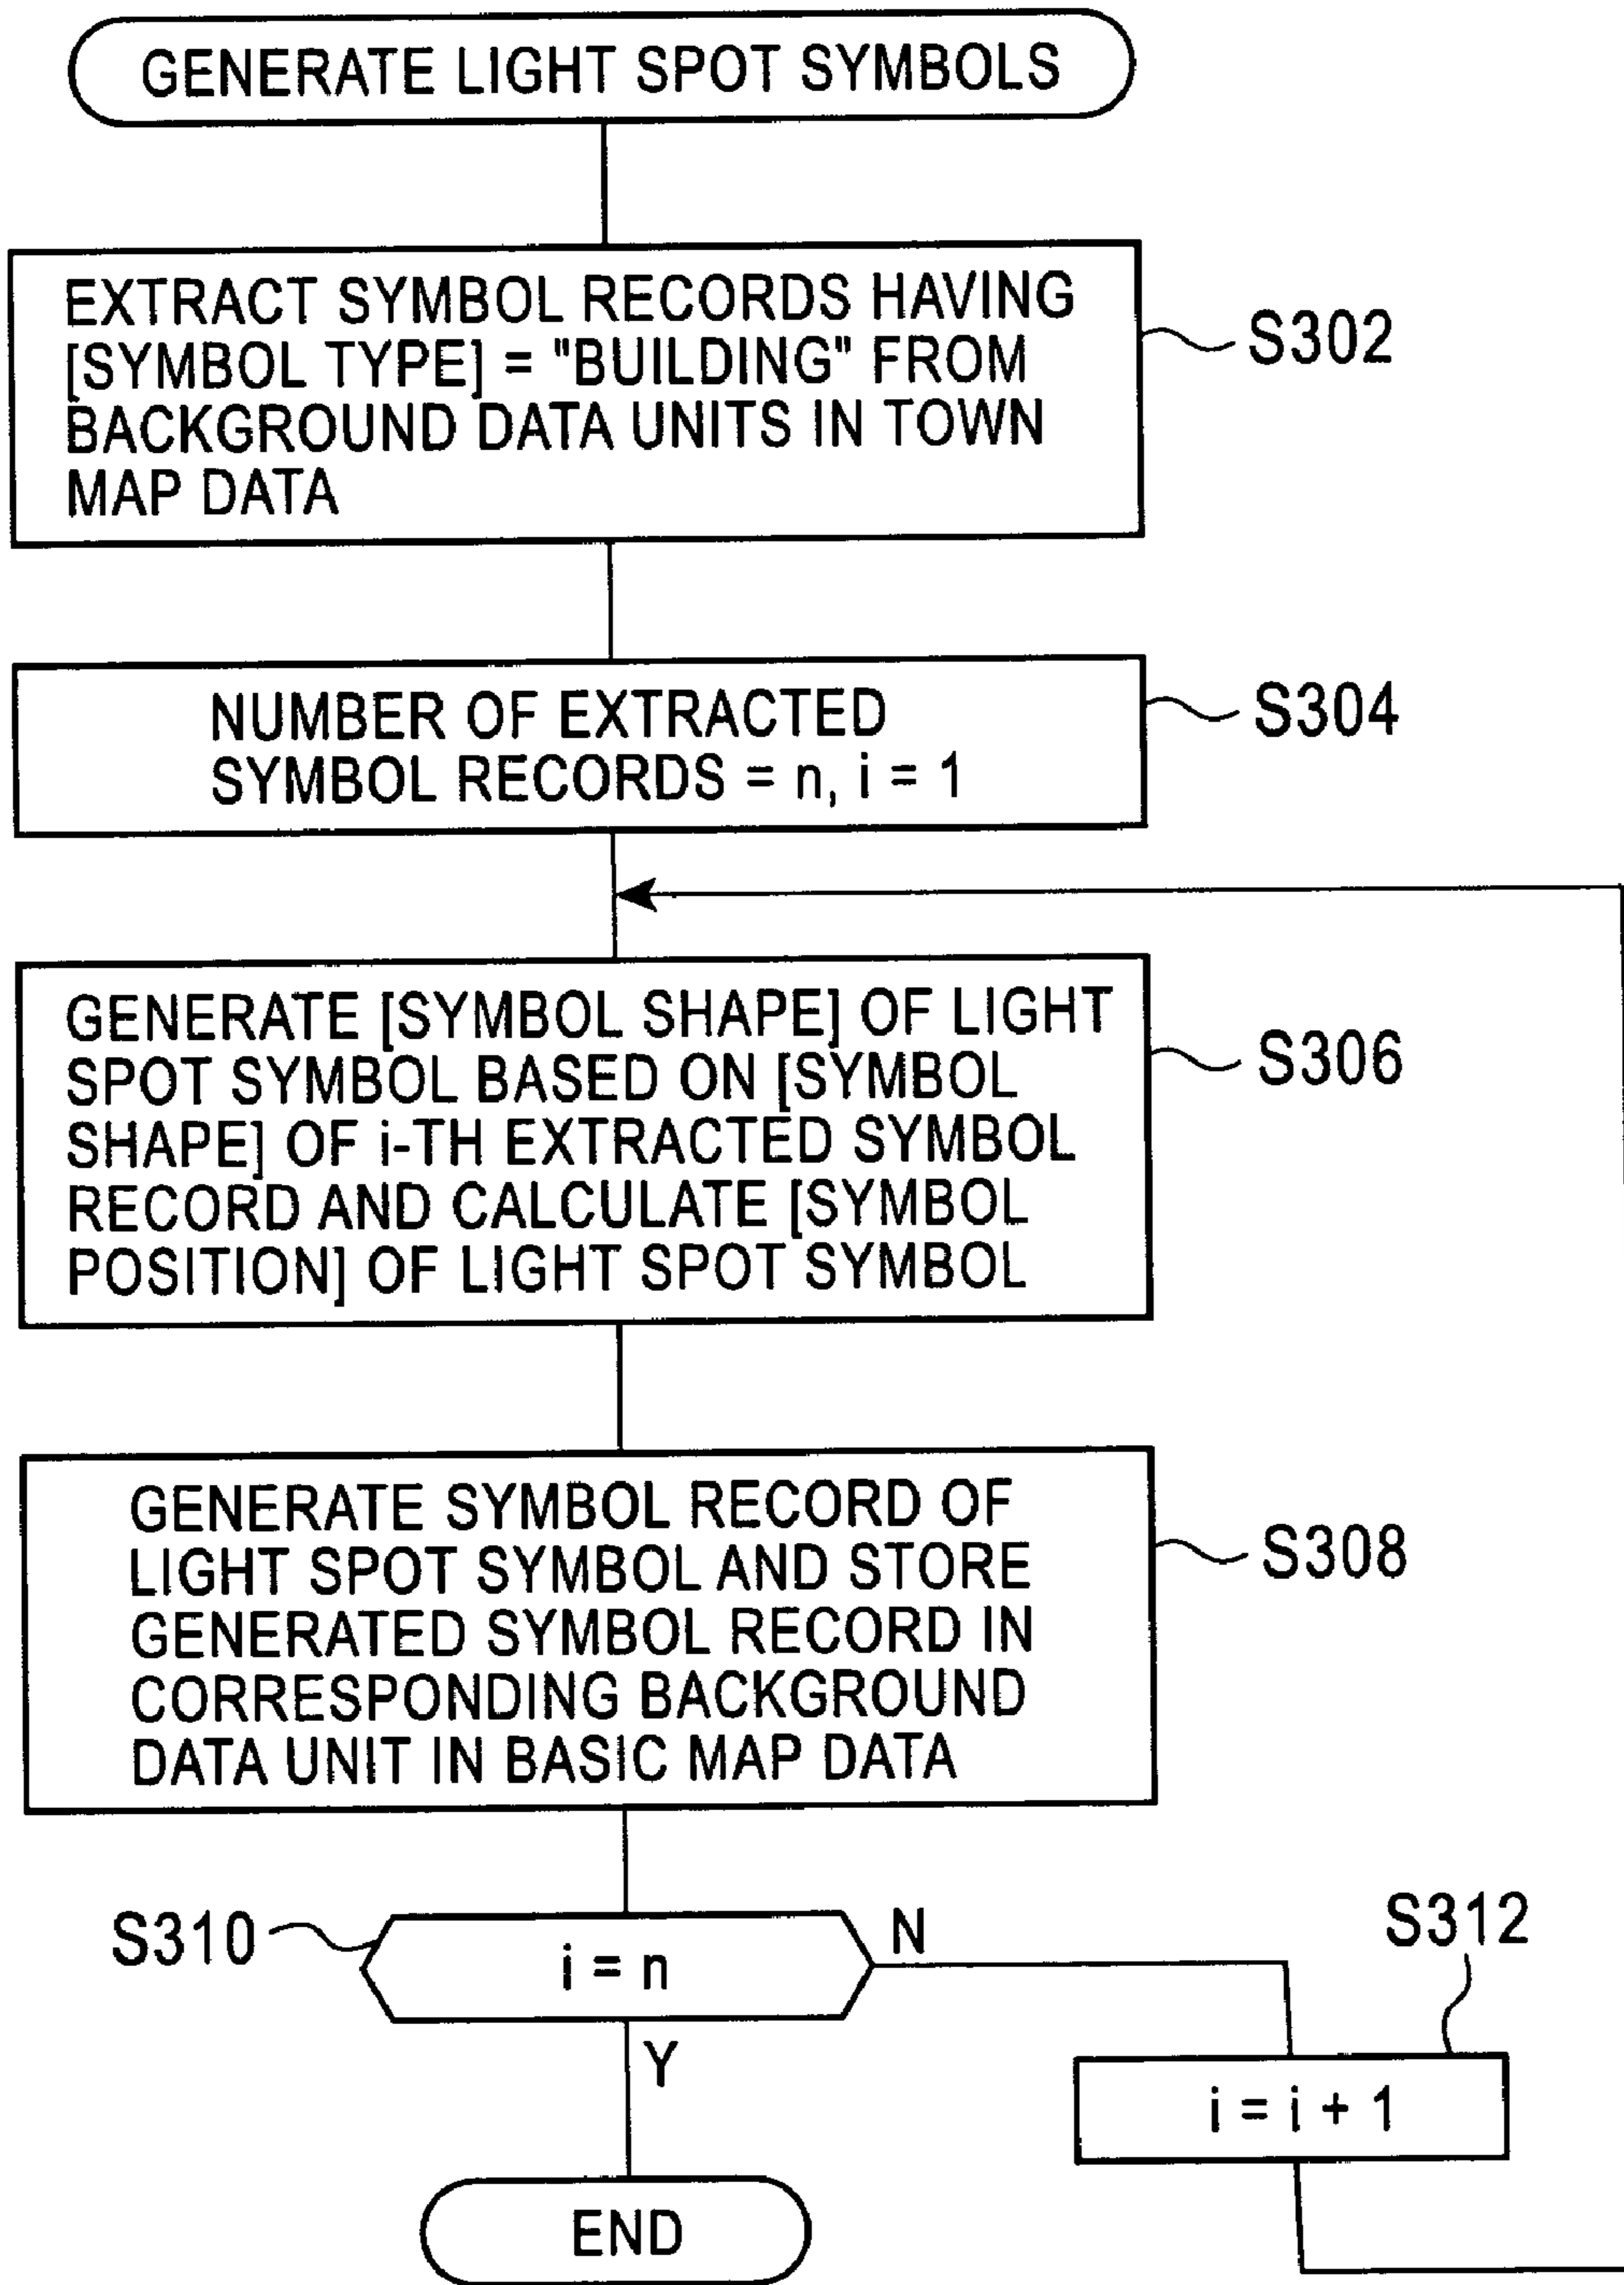 GENERATE LIGHT SPOT SYMBOLS
EXTRACT SYMBOL RECORDS HAVING
[SYMBOL TYPE] = "BUILDING" FROM
BACKGROUND DATA UNITS IN TOWN
MAP DATA
S302
NUMBER OF EXTRACTED
SYMBOL RECORDS = n, i = 1
S304
GENERATE [SYMBOL SHAPE] OF LIGHT
SPOT SYMBOL BASED ON [SYMBOL
SHAPE] OF i-TH EXTRACTED SYMBOL
RECORD AND CALCULATE [SYMBOL
POSITION] OF LIGHT SPOT SYMBOL
S306
GENERATE SYMBOL RECORD OF
LIGHT SPOT SYMBOL AND STORE
GENERATED SYMBOL RECORD IN
CORRESPONDING BACKGROUND
DATA UNIT IN BASIC MAP DATA
S308
S310
i = n
N
Y
S312
i = i + 1
END